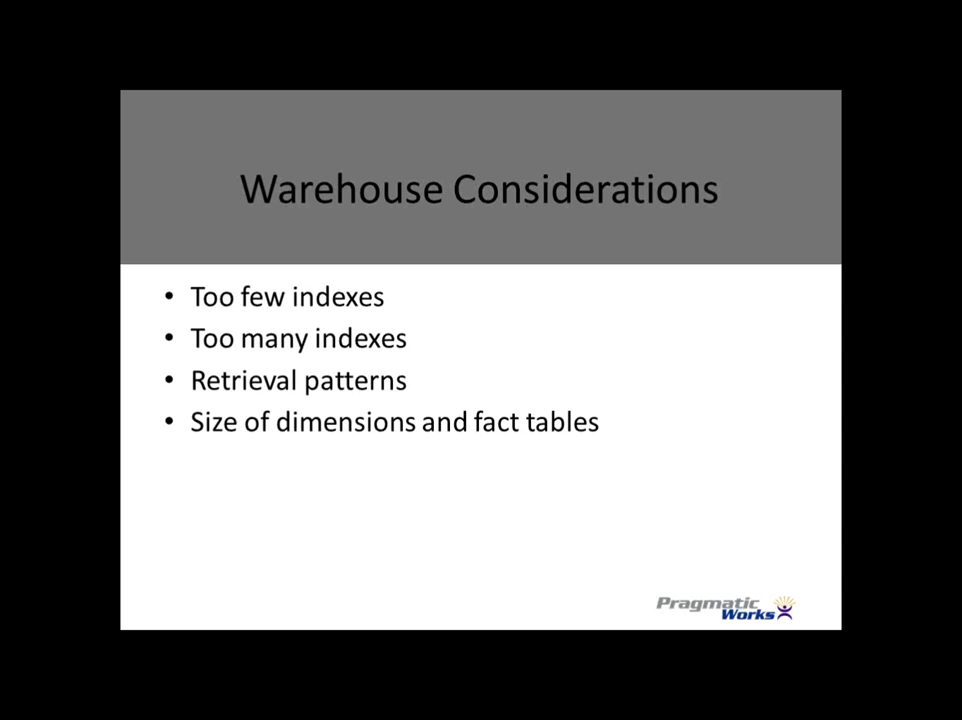 Warehouse Considerations
• Too few indexes
• Too many indexes
• Retrieval patterns
• Size of dimensions and fact tables
Pragmatic
Works